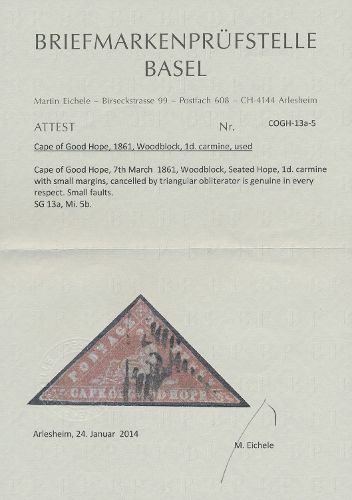 BRIEFMARKENPRÜFSTELLE
BASEL
Martin Eichele – Birseckstrasse 99 – Postfach 608 – CH-4144 Arlesheim
ATTEST Nr. COGH-13a-5
Cape of Good Hope, 1861, Woodblock, 1d. carmine, used
Cape of Good Hope, 7th March 1861, Woodblock, Seated Hope, 1d. carmine
with small margins, cancelled by triangular obliterator is genuine in every
respect. Small faults.
SG 13a, Mi. 5b.
POSTAGE
CAPE OF GOOD HOPE
Arlesheim, 24. Januar 2014
M. Eichele